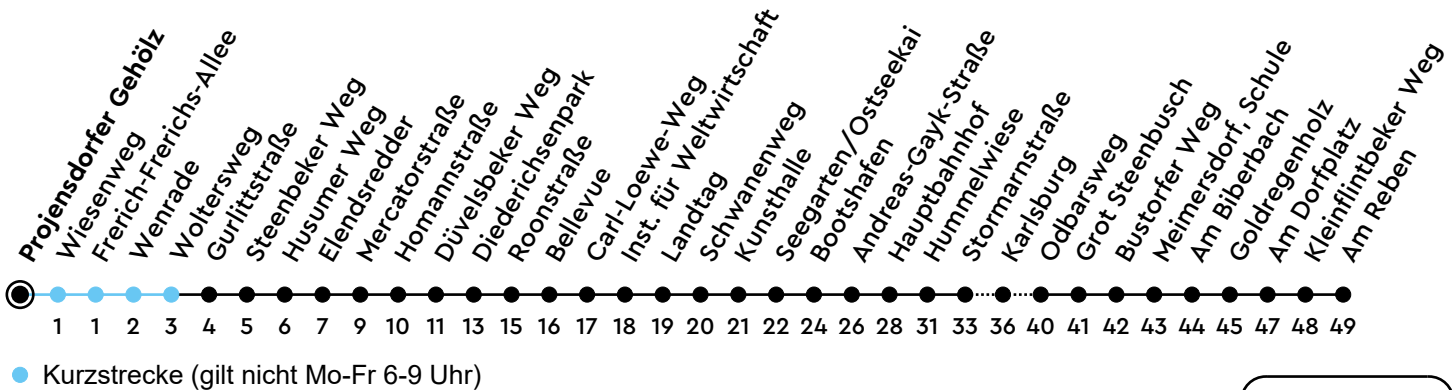 Projensdorfer Gehölz
Wiesenweg
Frerich-Frerichs-Allee
Wenrade
Woltersweg
Gurlittstraße
Steenbeker Weg
Husumer Weg
Elendsredder
Mercatorstraße
Homannstraße
Düvelsbeker Weg
Diederichsenpark
Roonstraße
Bellevue
Carl-Loewe-Weg
Inst. für Weltwirtschaft
Landtag
Schwanenweg
Kunsthalle
Seegarten/Ostseekai
Bootshafen
Andreas-Gayk-Straße
Hauptbahnhof
Hummelwiese
Stormarnstraße
Karlsburg
Odbarsweg
Grot Steenbusch
Bustorfer Weg
Meimersdorf, Schule
Am Biberbach
Goldregenholz
Am Dorfplatz
Kleinflintbeker Weg
Am Reben
1 1 2 3 4 5 6 7 9 10 11 13 15 16 17 18 19 20 21 22 24 26 28 31 33 36 40 41 42 43 44 45 47 48 49
Kurzstrecke (gilt nicht Mo-Fr 6-9 Uhr)